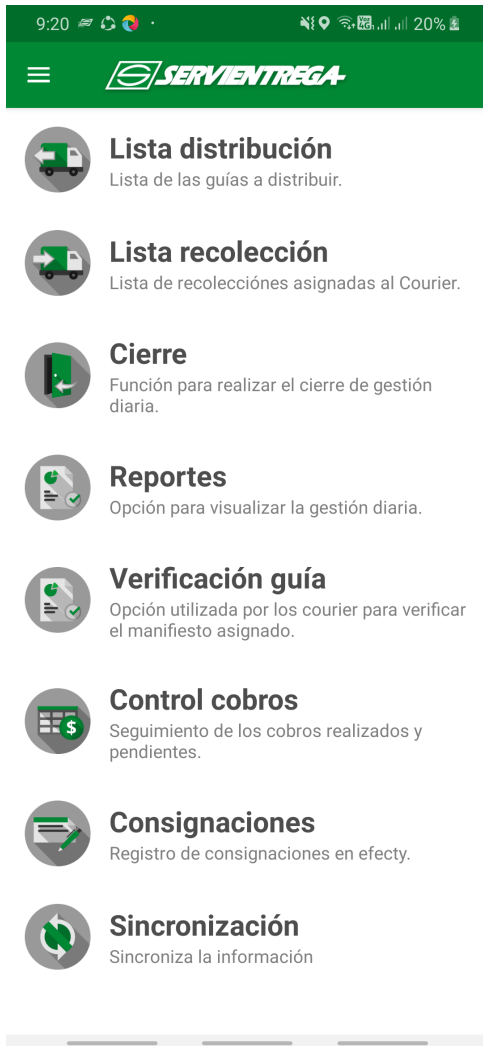 9:20
20%
SERVIENTREGA
Lista distribución
Lista de las guías a distribuir.
Lista recolección
Lista de recolecciónes asignadas al Courier.
Cierre
Función para realizar el cierre de gestión
diaria.
Reportes
Opción para visualizar la gestión diaria.
Verificación guía
Opción utilizada por los courier para verificar
el manifiesto asignado.
Control cobros
Seguimiento de los cobros realizados y
pendientes.
$
Consignaciones
Registro de consignaciones en efecty.
Sincronización
Sincroniza la información